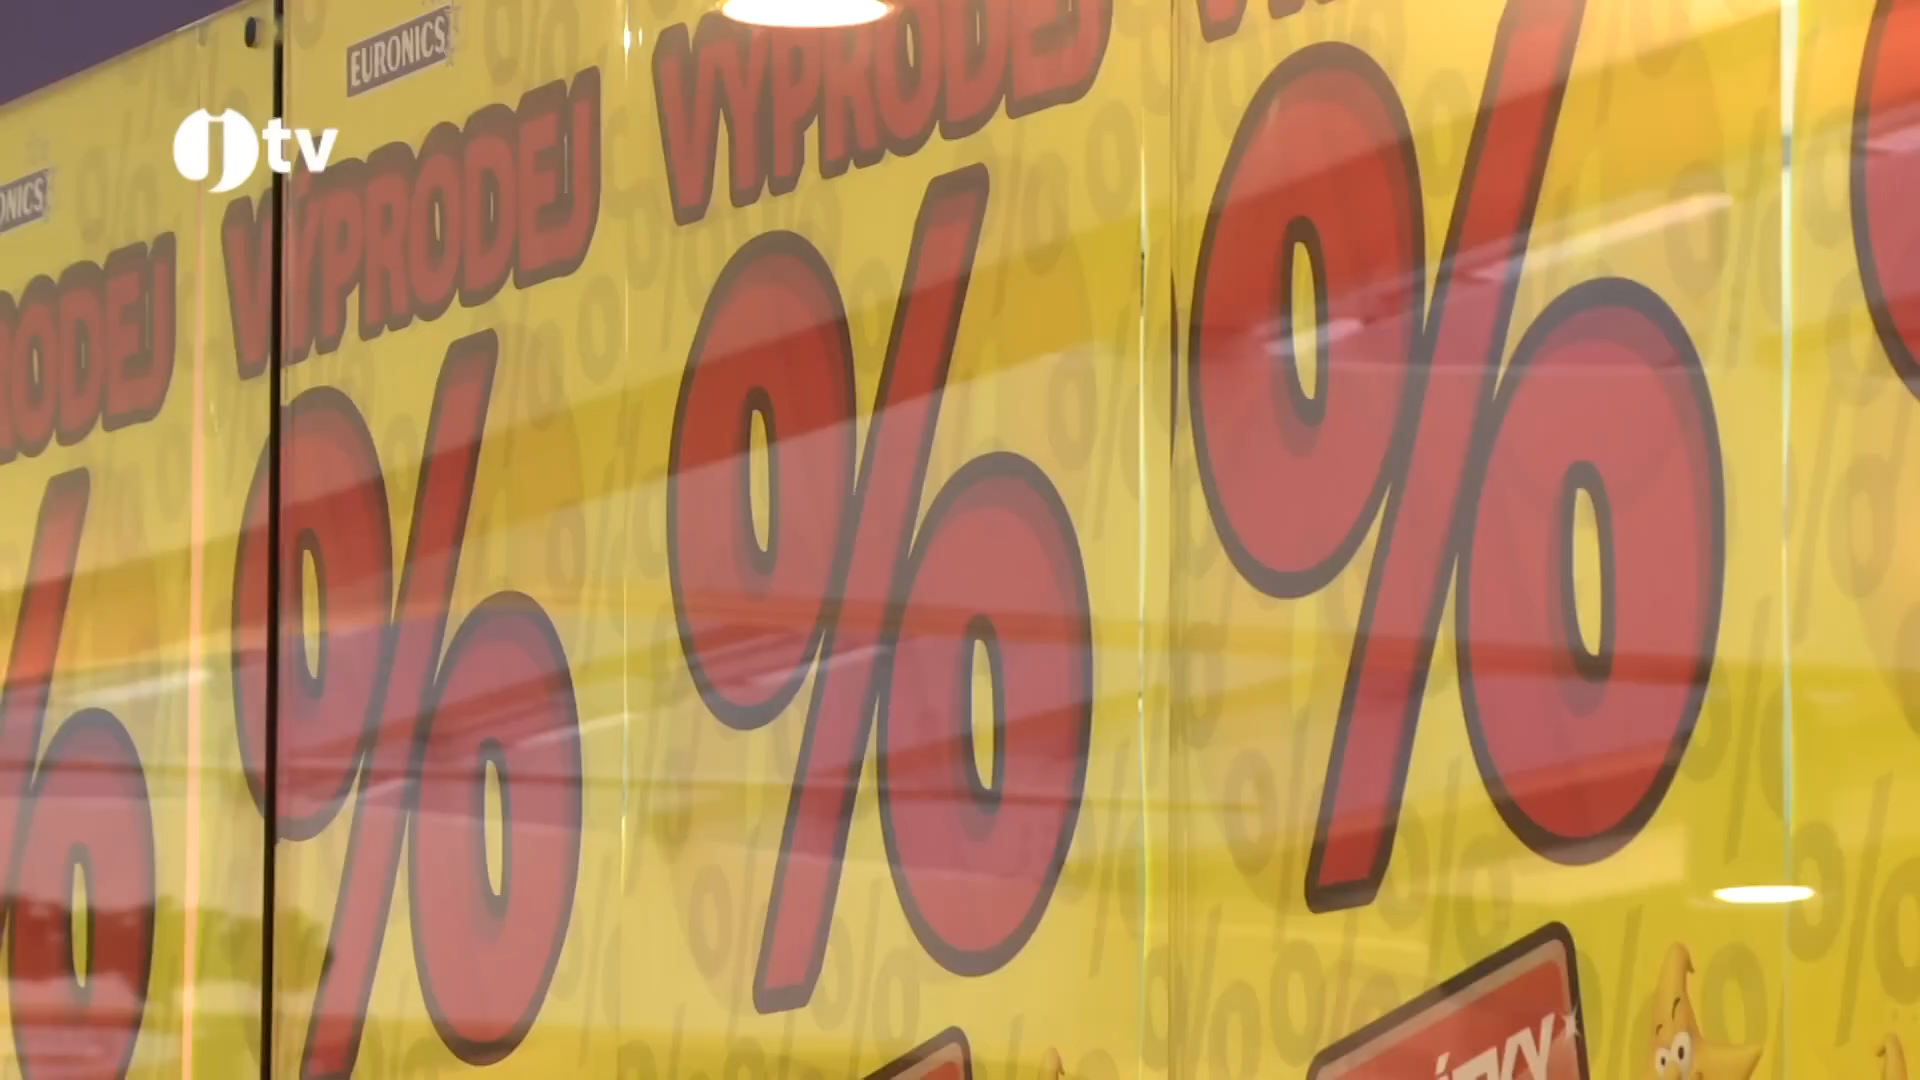 EURONICS
jtv
VÝPRODEJ
VÝPRODEJ
%
%
%
%